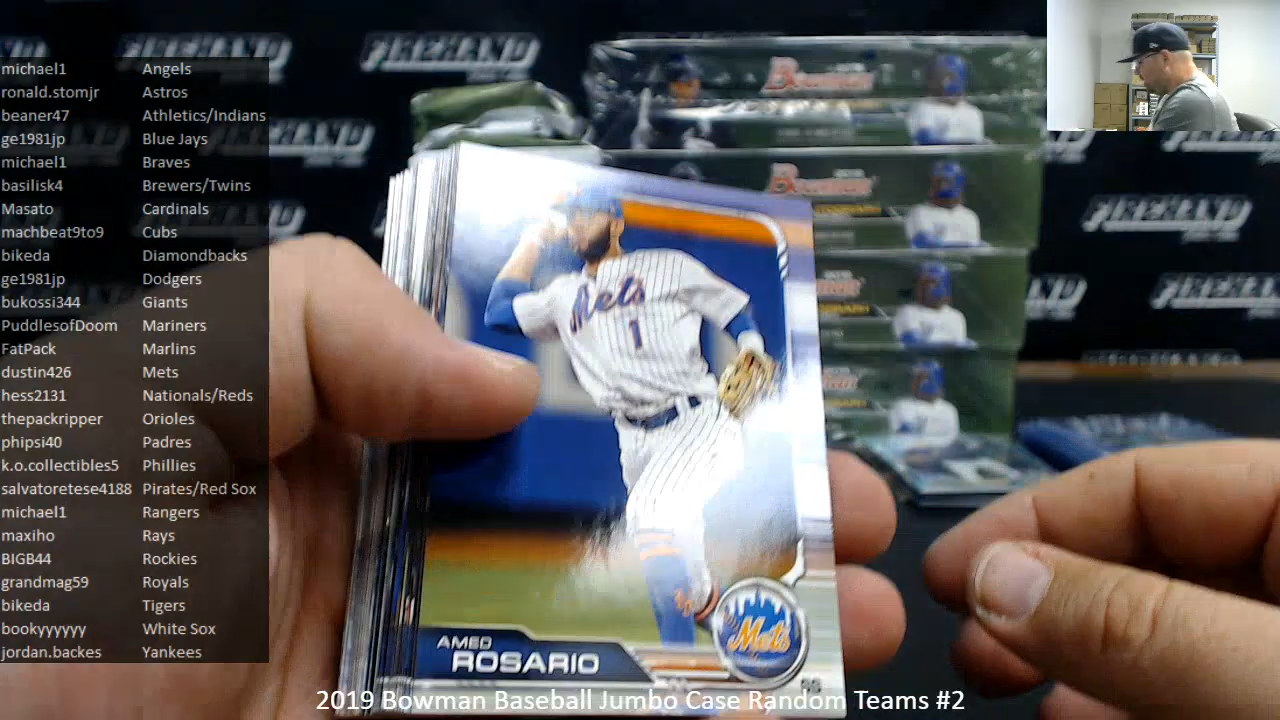 michael1 Angels
ronald.stomjr Astros
beaner47 Athletics/Indians
ge1981jp Blue Jays
michael1 Braves
basilisk4 Brewers/Twins
Masato Cardinals
machbeat9to9 Cubs
bikeda Diamondbacks
ge1981jp Dodgers
bukossi344 Giants
PuddlesofDoom Mariners
FatPack Marlins
dustin426 Mets
hess2131 Nationals/Reds
thepackripper Orioles
phipsi40 Padres
k.o.collectibles5 Phillies
salvatoretese4188 Pirates/Red Sox
michael1 Rangers
maxiho Rays
BIGB44 Rockies
grandmag59 Royals
bikeda Tigers
bookyyyyyy White Sox
jordan.backes Yankees
Bowman
Bowman
FIREHAND
FIREHAND
FIREHAND
Mets
1
AMED
ROSARIO
Mets
SS
2019 Bowman Baseball Jumbo Case Random Teams #2